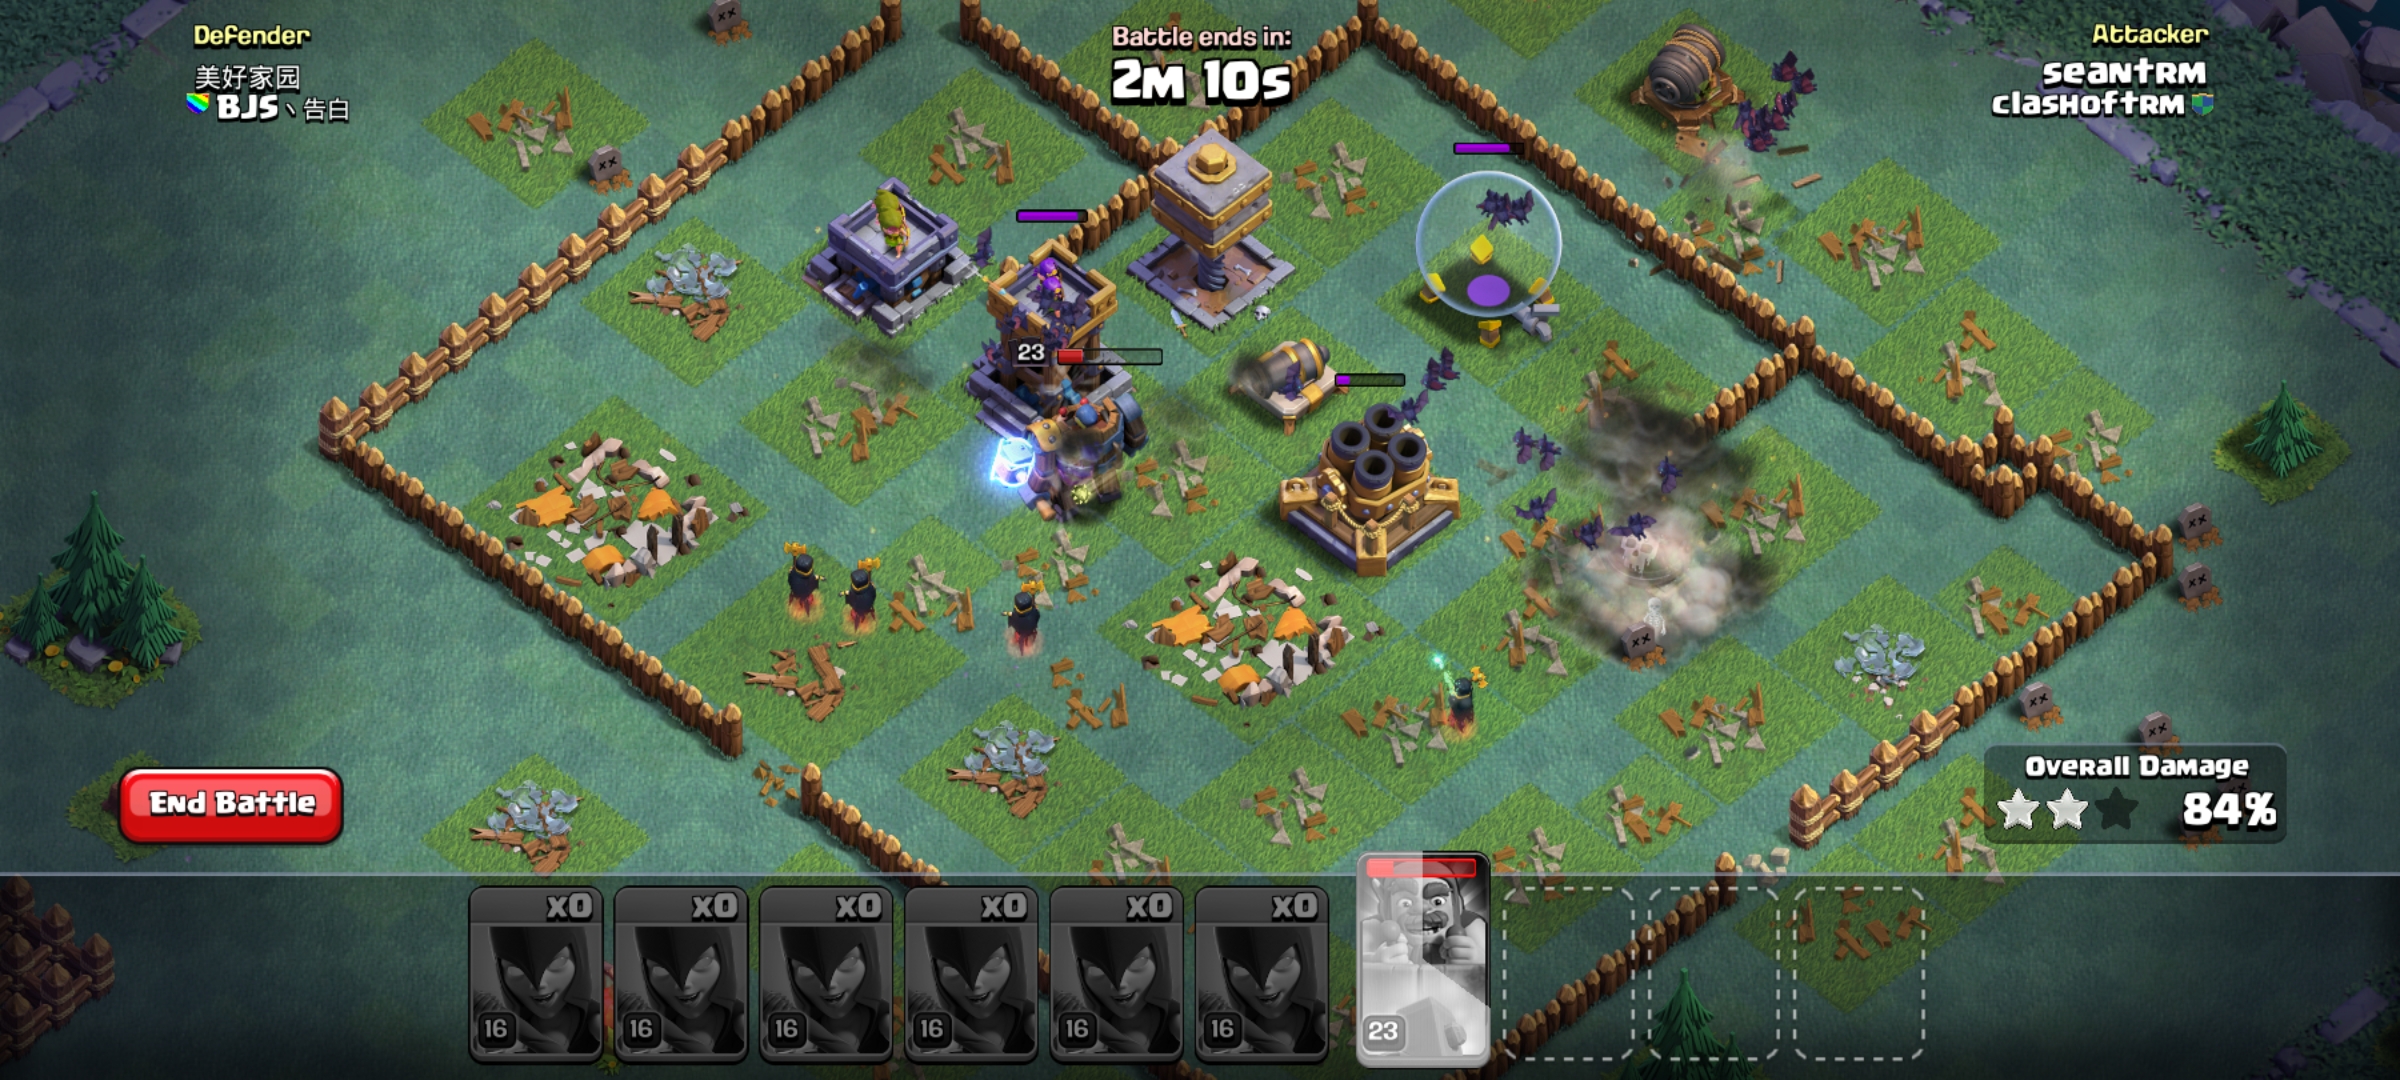 Defender
美好家园
BJS丶告白
Battle ends in:
2M 10s
Attacker
seantRM
clashoftRM
23
End Battle
Overall Damage
84%
x0
x0
x0
x0
x0
x0
16
16
16
16
16
16
23